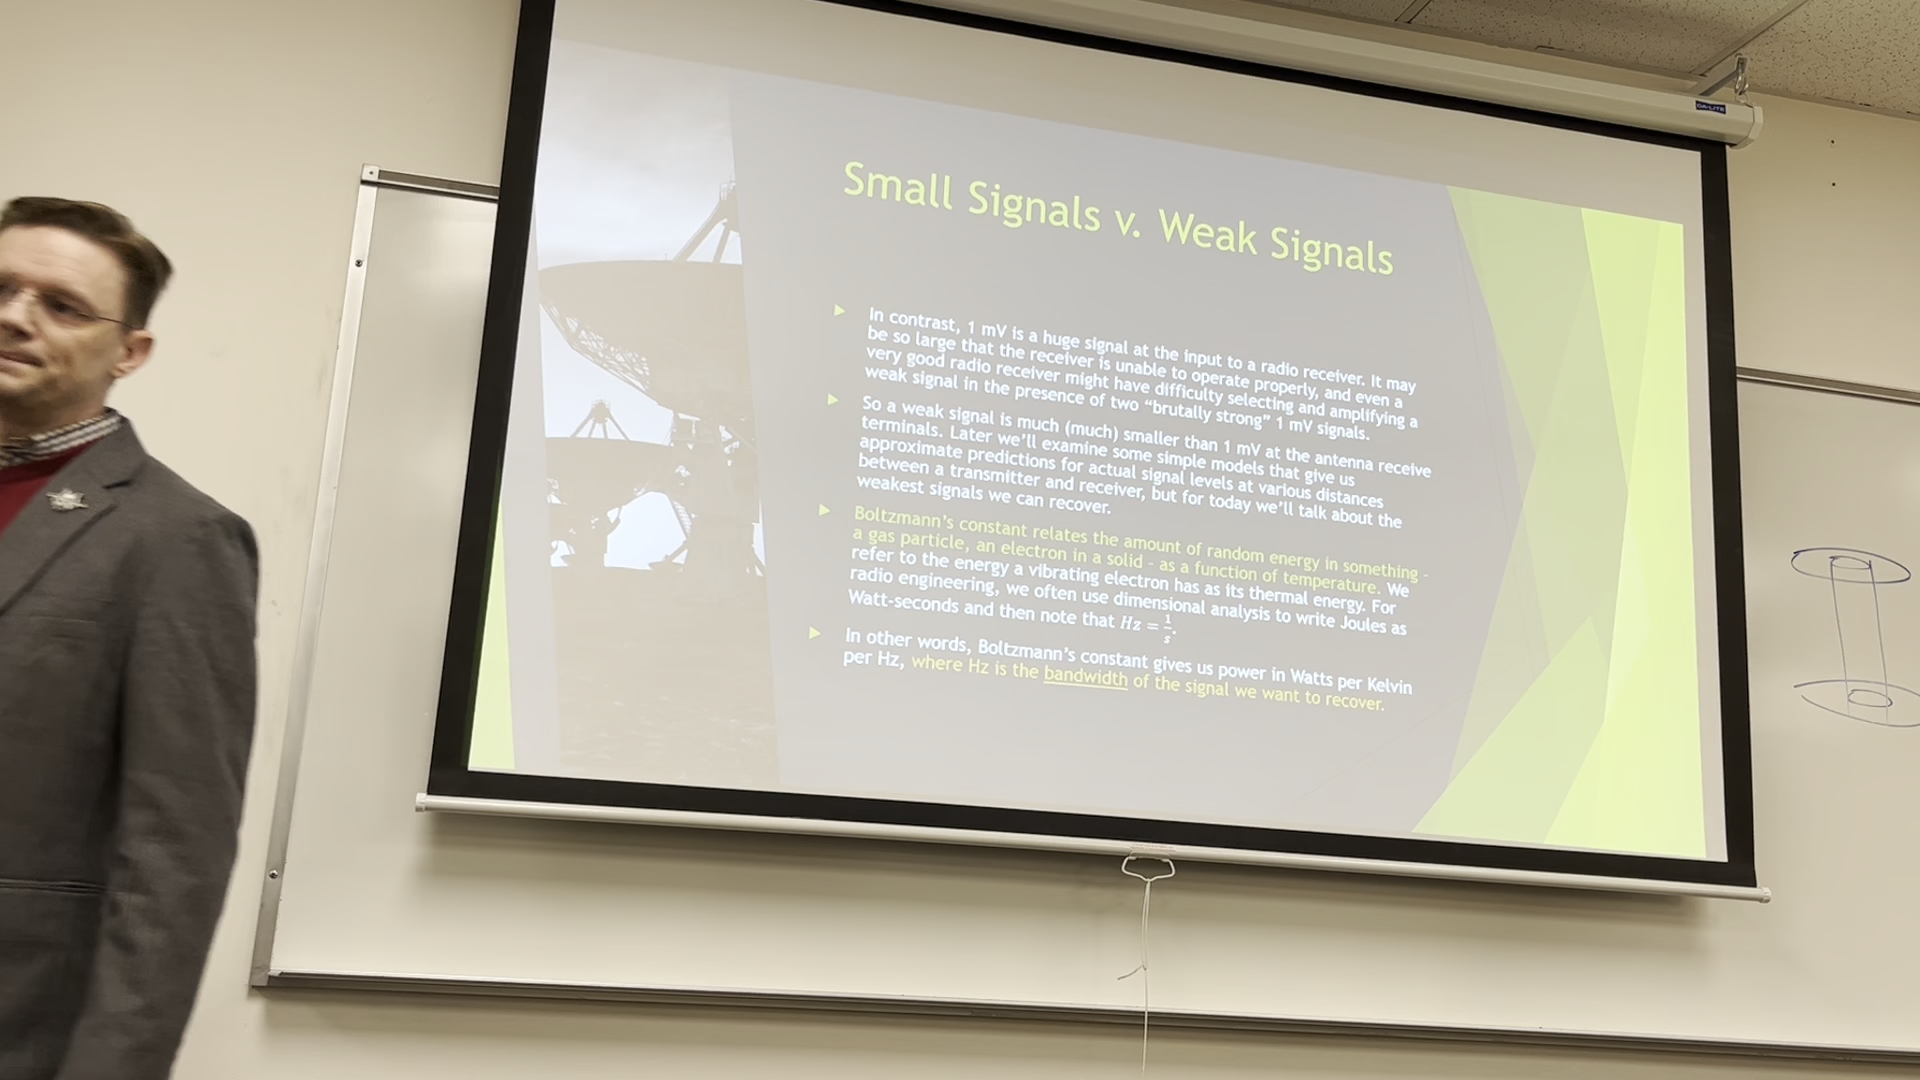 DA-LITE
Small Signals v. Weak Signals
In contrast, 1 mV is a huge signal at the input to a radio receiver. It may
be so large that the receiver is unable to operate properly, and even a
very good radio receiver might have difficulty selecting and amplifying a
weak signal in the presence of two “brutally strong” 1 mV signals.
So a weak signal is much (much) smaller than 1 mV at the antenna receive
terminals. Later we’ll examine some simple models that give us
approximate predictions for actual signal levels at various distances
between a transmitter and receiver, but for today we’ll talk about the
weakest signals we can recover.
Boltzmann’s constant relates the amount of random energy in something -
a gas particle, an electron in a solid - as a function of temperature. We
refer to the energy a vibrating electron has as its thermal energy. For
radio engineering, we often use dimensional analysis to write Joules as
Watt-seconds and then note that Hz = 1/s.
In other words, Boltzmann’s constant gives us power in Watts per Kelvin
per Hz, where Hz is the bandwidth of the signal we want to recover.